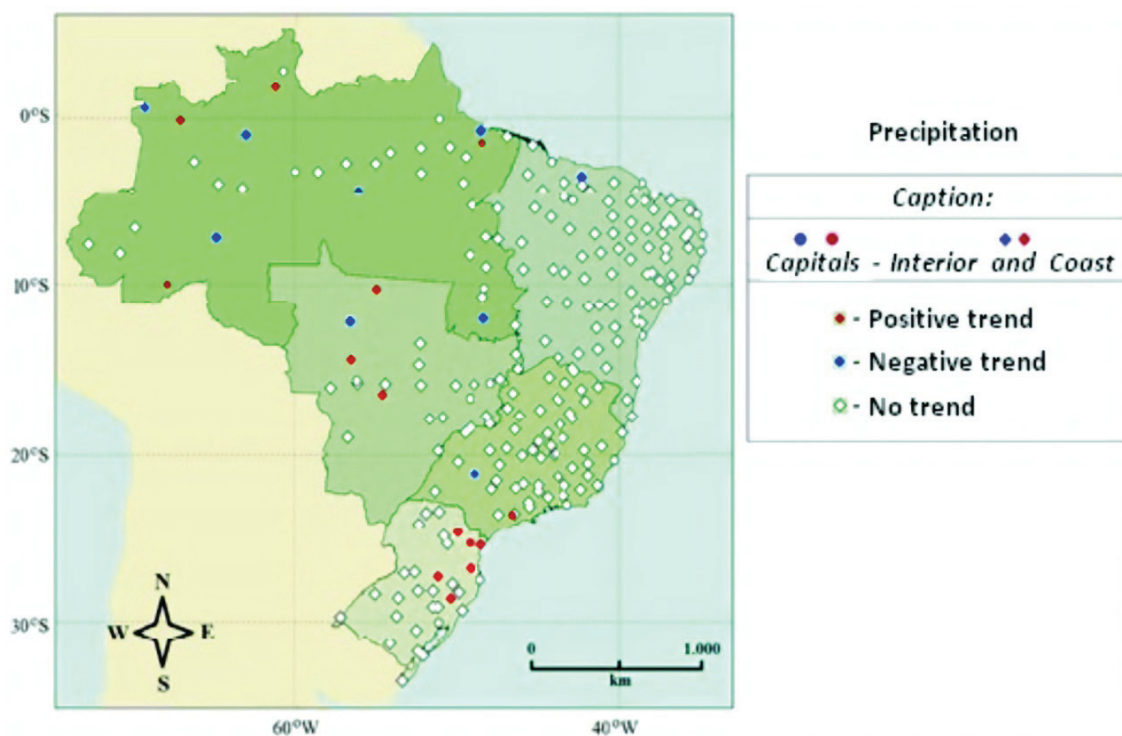 0°S
10°S
20°S
30°S
60°W
40°W
N
W E
S
0 1.000
km
Precipitation
Caption:
Capitals - Interior and Coast
- Positive trend
- Negative trend
- No trend